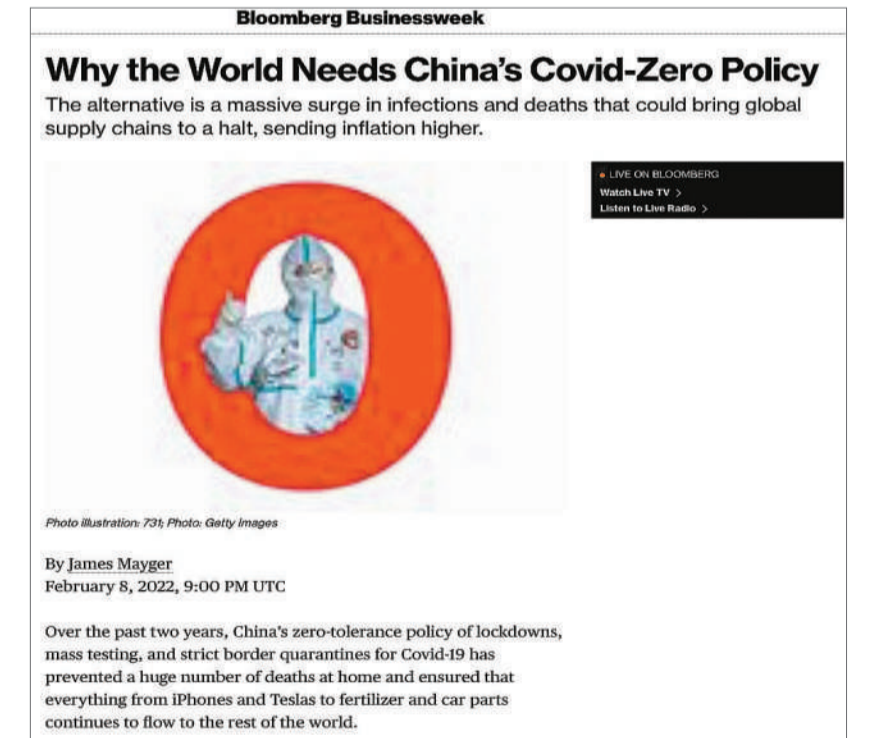 Bloomberg Businessweek
Why the World Needs China's Covid-Zero Policy
The alternative is a massive surge in infections and deaths that could bring global
supply chains to a halt, sending inflation higher.
LIVE ON BLOOMBERG
Watch Live TV >
Listen to Live Radio >
Photo illustration: 731; Photo: Getty Images
By James Mayger
February 8, 2022, 9:00 PM UTC
Over the past two years, China's zero-tolerance policy of lockdowns,
mass testing, and strict border quarantines for Covid-19 has
prevented a huge number of deaths at home and ensured that
everything from iPhones and Teslas to fertilizer and car parts
continues to flow to the rest of the world.